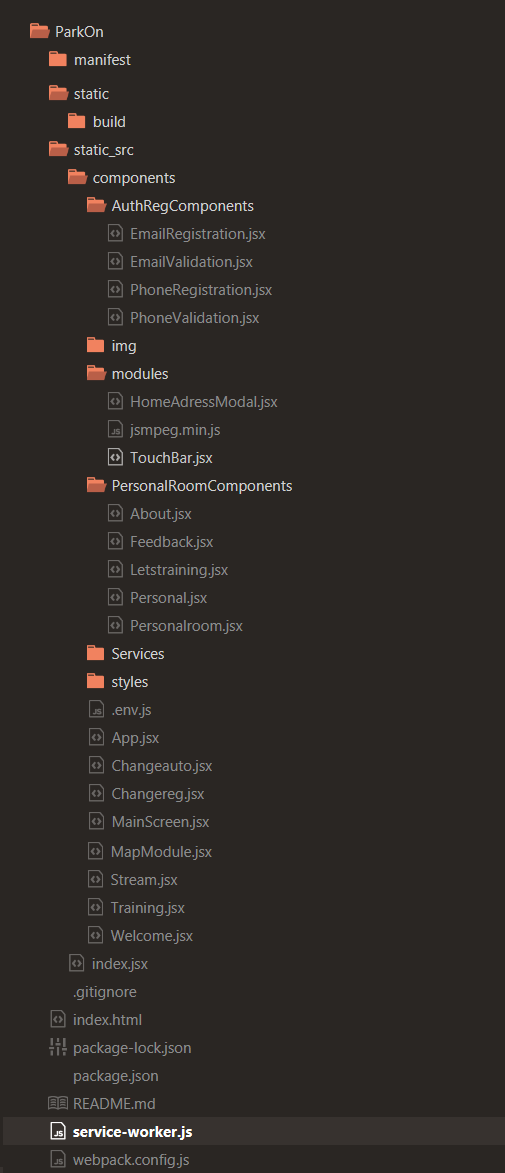 ParkOn
manifest
static
build
static_src
components
AuthRegComponents
EmailRegistration.jsx
EmailValidation.jsx
PhoneRegistration.jsx
PhoneValidation.jsx
img
modules
HomeAdressModal.jsx
jsmpeg.min.js
TouchBar.jsx
PersonalRoomComponents
About.jsx
Feedback.jsx
Letstraining.jsx
Personal.jsx
Personalroom.jsx
Services
styles
.env.js
App.jsx
Changeauto.jsx
Changereg.jsx
MainScreen.jsx
MapModule.jsx
Stream.jsx
Training.jsx
Welcome.jsx
index.jsx
.gitignore
index.html
package-lock.json
package.json
README.md
service-worker.js
webpack.config.js